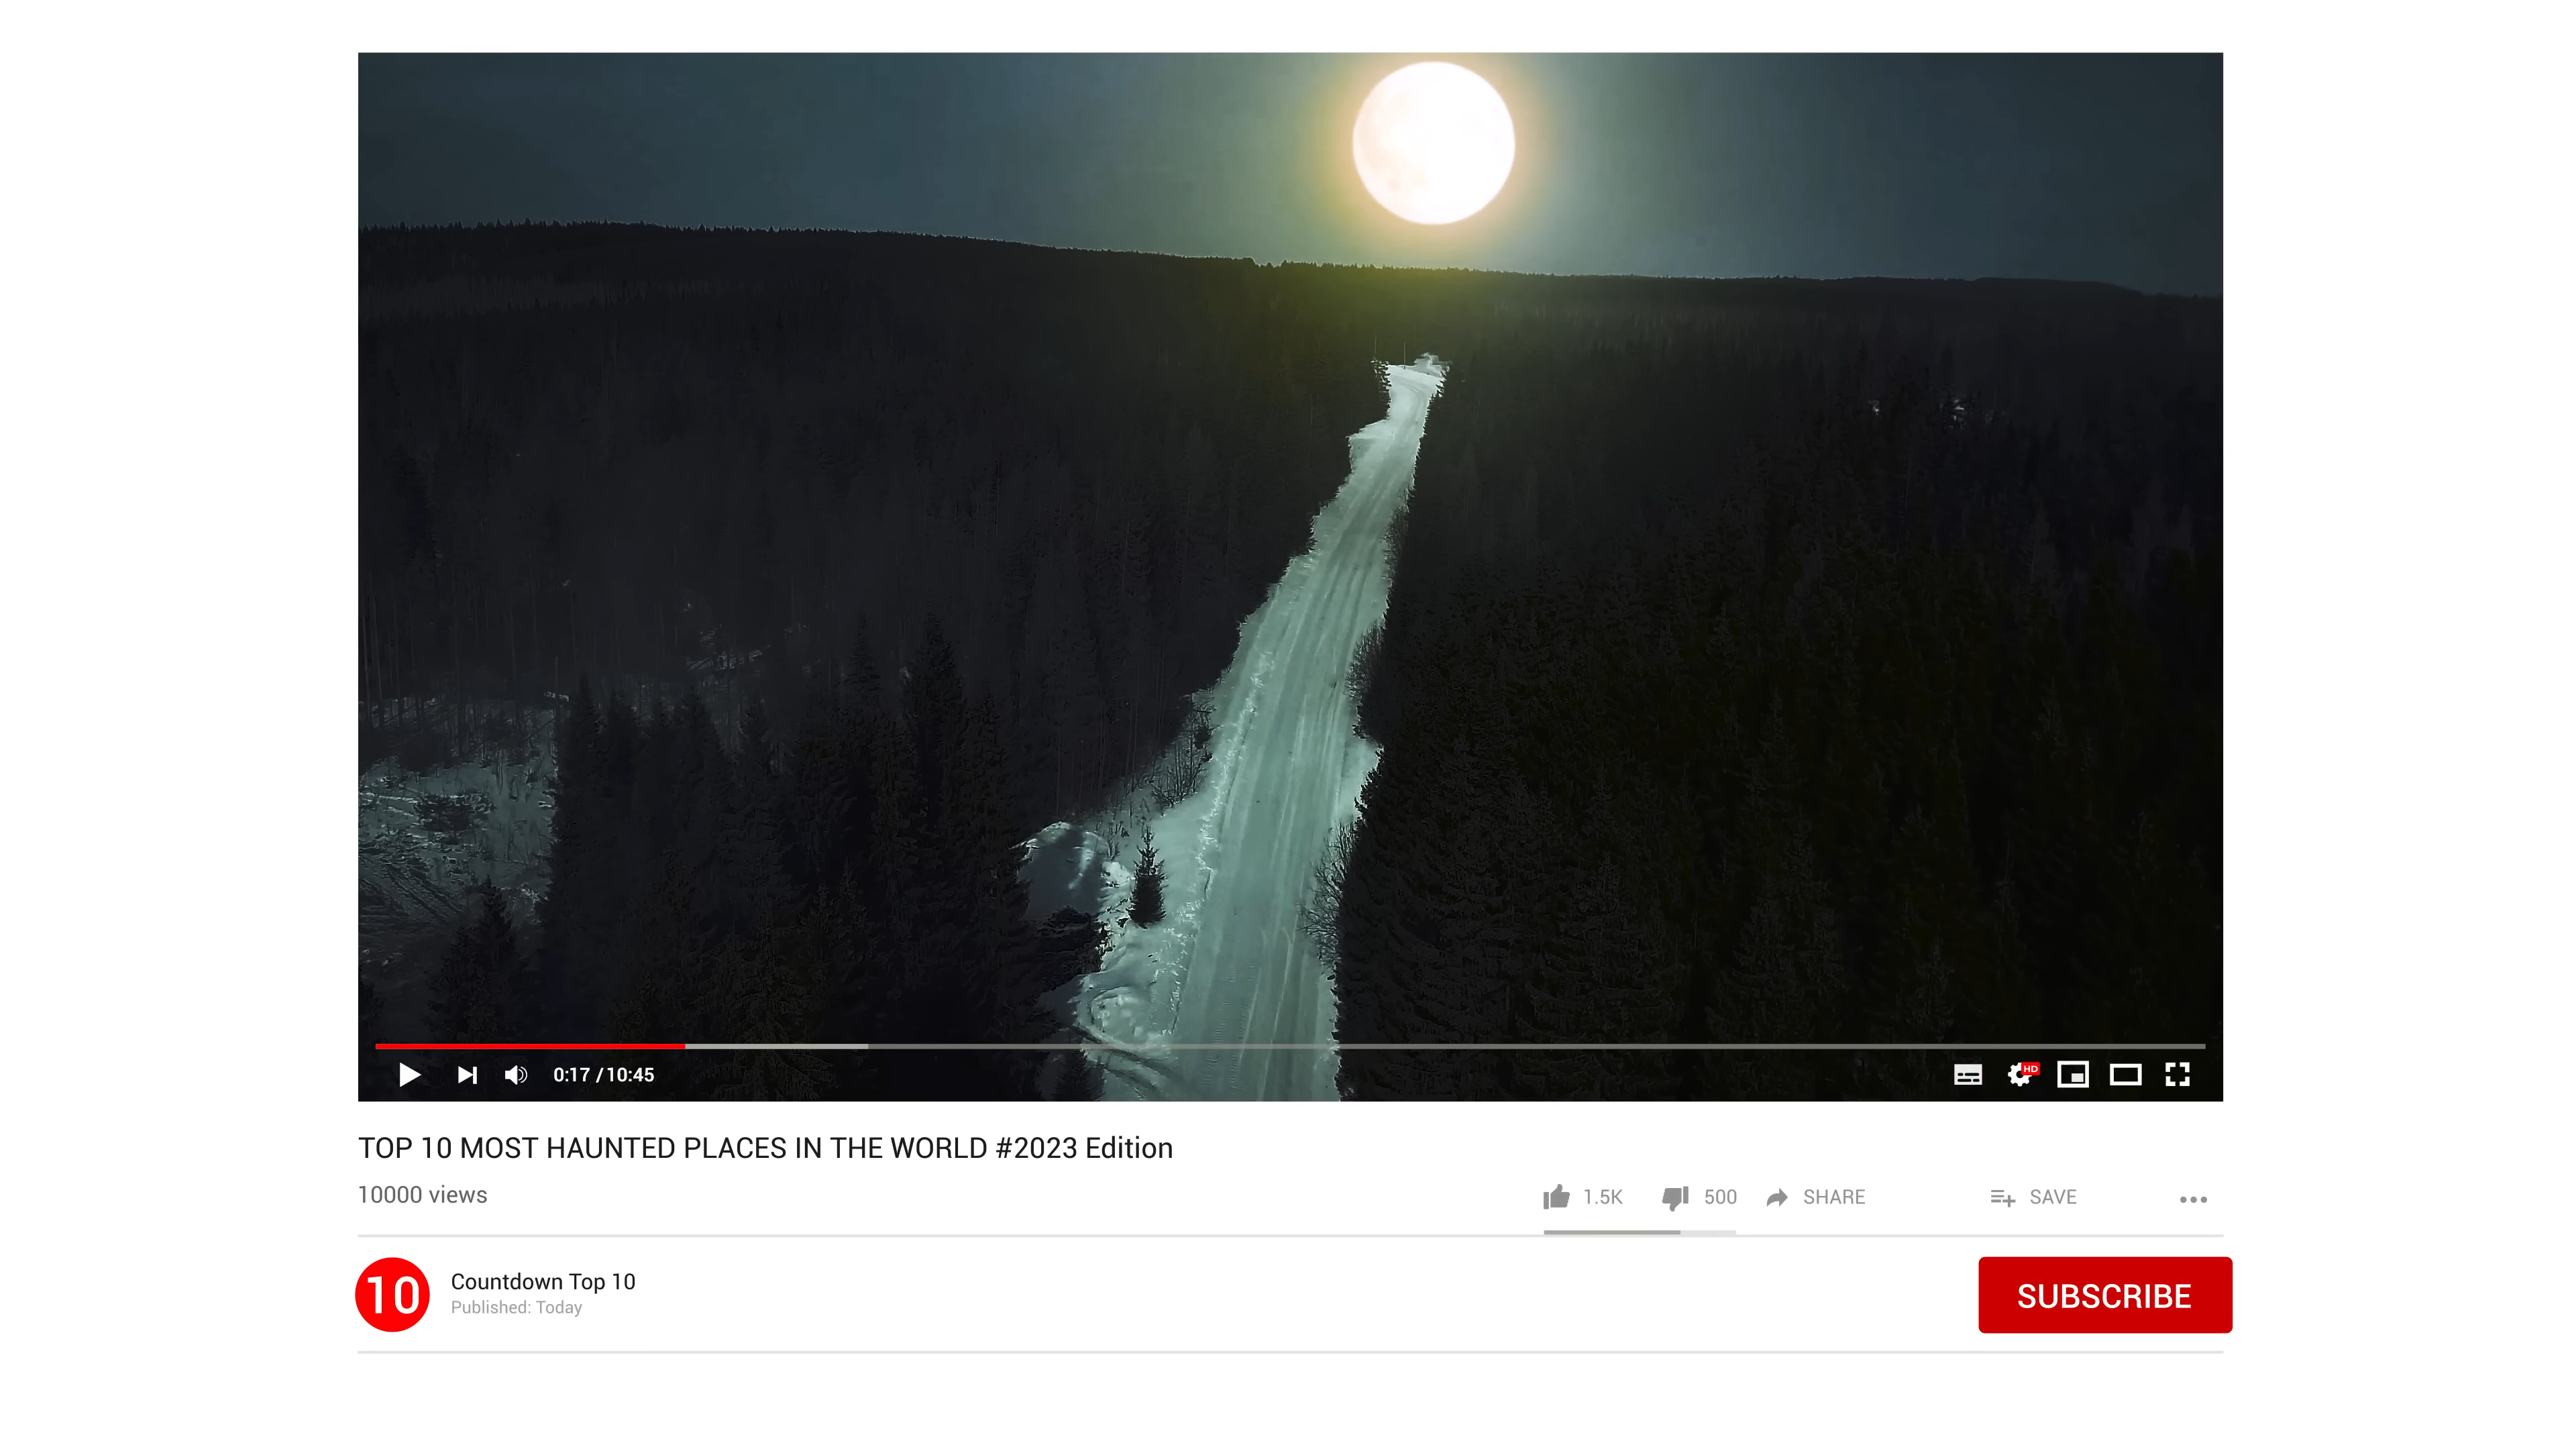 0:17 / 10:45
HD
TOP 10 MOST HAUNTED PLACES IN THE WORLD #2023 Edition
10000 views
1.5K
500
SHARE
SAVE
10
Countdown Top 10
Published: Today
SUBSCRIBE